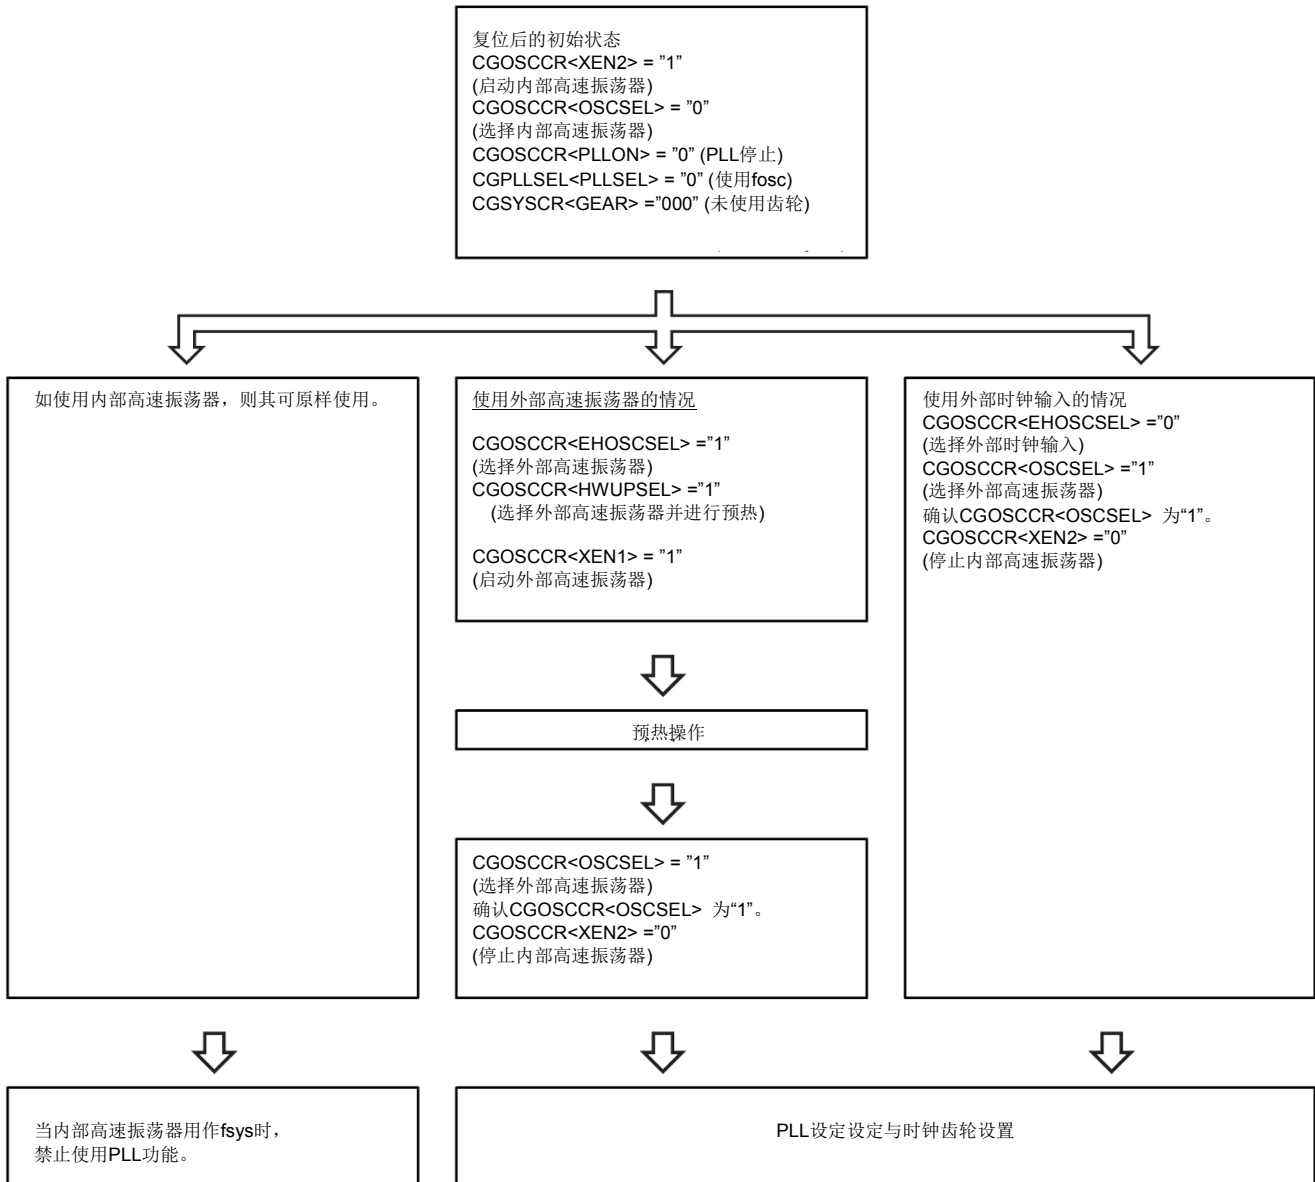 复位后的初始状态
CGOSCCR<XEN2> = ”1”
(启动内部高速振荡器)
CGOSCCR<OSCSEL> = ”0”
(选择内部高速振荡器)
CGOSCCR<PLLON> = ”0” (PLL停止)
CGPLLSEL<PLLSEL> = ”0” (使用fosc)
CGSYSCR<GEAR> =”000” (未使用齿轮)
如使用内部高速振荡器，则其可原样使用。
使用外部高速振荡器的情况
CGOSCCR<EHOSCSEL> =”1”
(选择外部高速振荡器)
CGOSCCR<HWUPSEL> =”1”
(选择外部高速振荡器并进行预热)
CGOSCCR<XEN1> = ”1”
(启动外部高速振荡器)
预热操作
CGOSCCR<OSCSEL> = ”1”
(选择外部高速振荡器)
确认CGOSCCR<OSCSEL> 为“1”。
CGOSCCR<XEN2> =”0”
(停止内部高速振荡器)
使用外部时钟输入的情况
CGOSCCR<EHOSCSEL> =”0”
(选择外部时钟输入)
CGOSCCR<OSCSEL> =”1”
(选择外部高速振荡器)
确认CGOSCCR<OSCSEL> 为“1”。
CGOSCCR<XEN2> =”0”
(停止内部高速振荡器)
当内部高速振荡器用作fsys时，
禁止使用PLL功能。
PLL设定设定与时钟齿轮设置